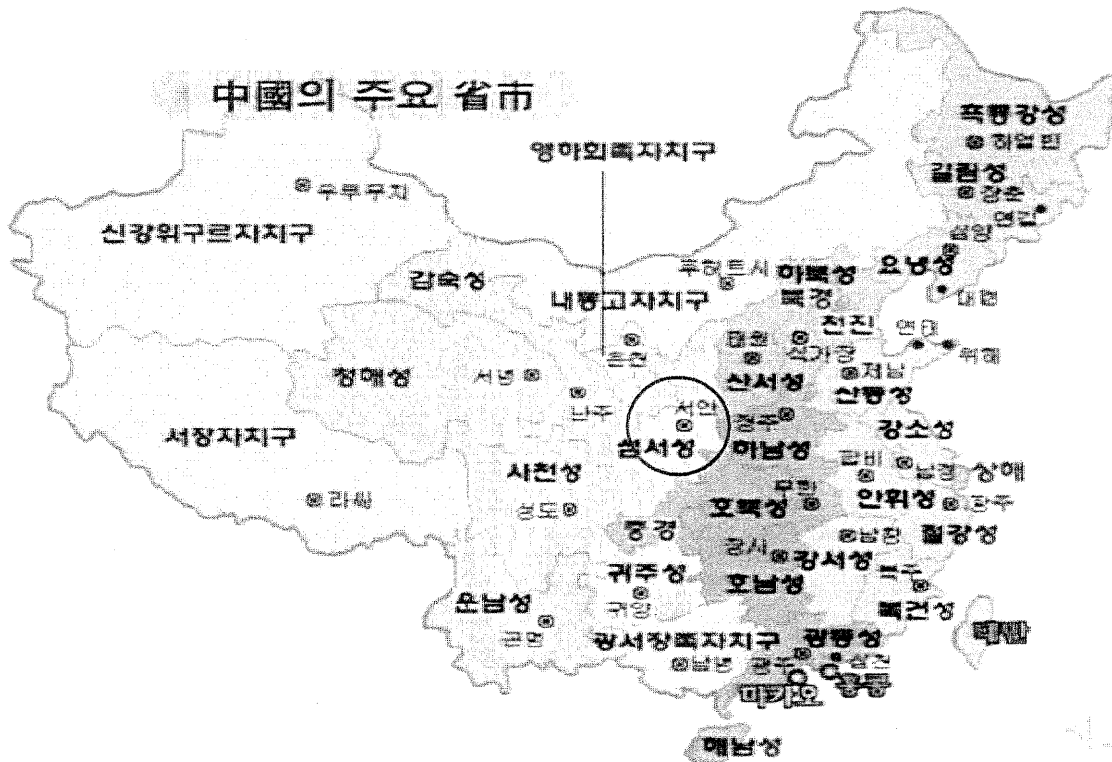 中國의 주요 省市
흑룡강성
하얼빈
영하회족자치구
길림성
장춘
우루무치
연길
심양
신강위구르자치구
감숙성
하북성
요녕성
내몽고자치구
북경
대련
천진
연대
위해
태원
은천
석가장
제남
청해성
서녕
산서성
산동성
난주
서안
정주
강소성
서장자치구
섬서성
하남성
사천성
합비
남경
상해
라싸
성도
무한
호북성
안휘성
항주
중경
남창
절강성
장사
강서성
귀주성
호남성
복주
운남성
귀양
복건성
곤명
광서장족자치구
광동성
남녕
광주
심천
마카오
홍콩
해남성